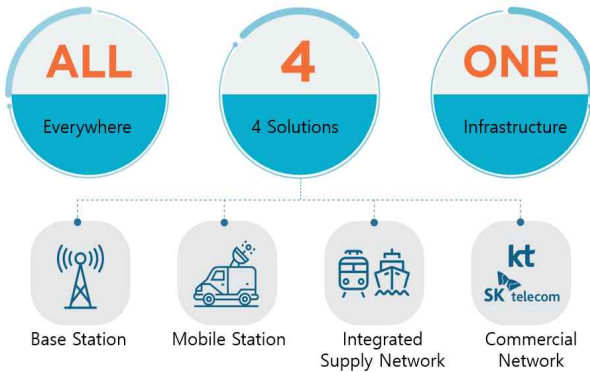 ALL
4
ONE
Everywhere
4 Solutions
Infrastructure
kt
SK telecom
Base Station
Mobile Station
Integrated
Supply Network
Commercial
Network